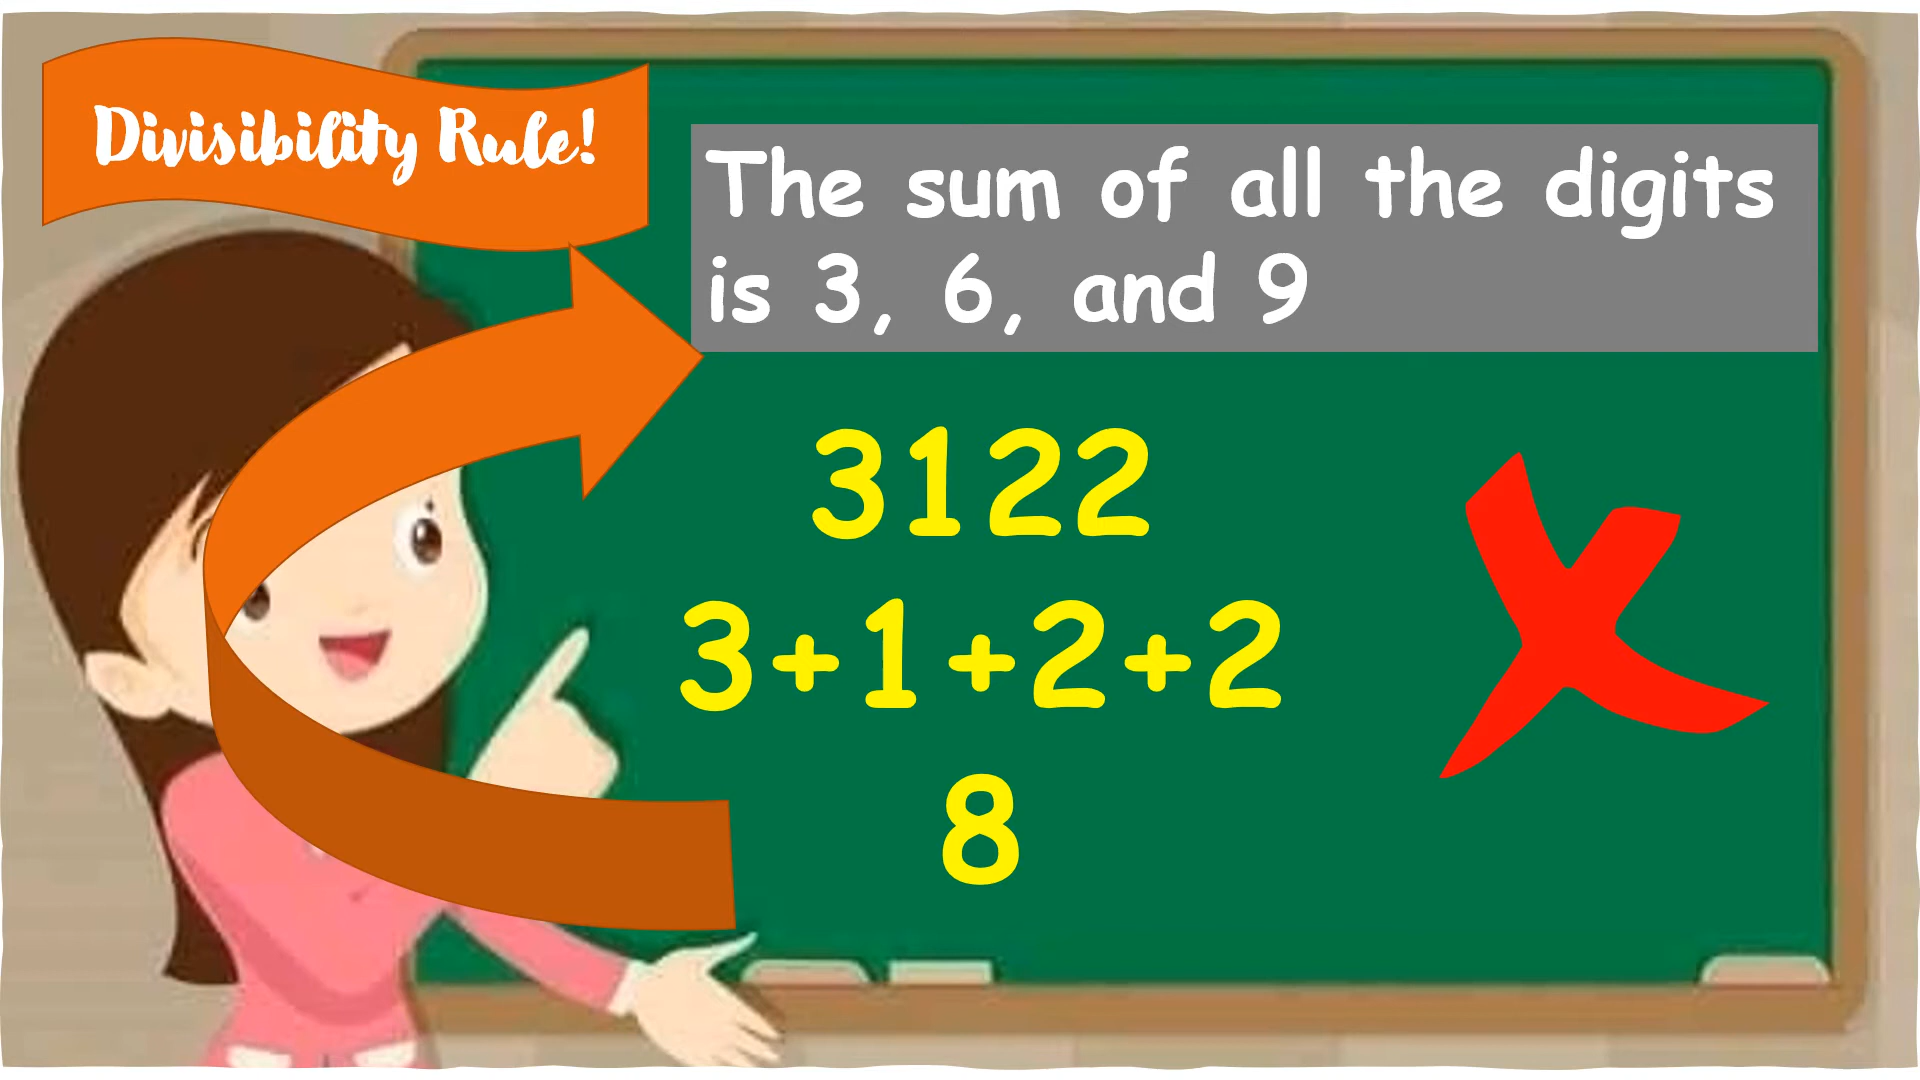 Divisibility Rule!
The sum of all the digits
is 3, 6, and 9
3122
3+1+2+2
8